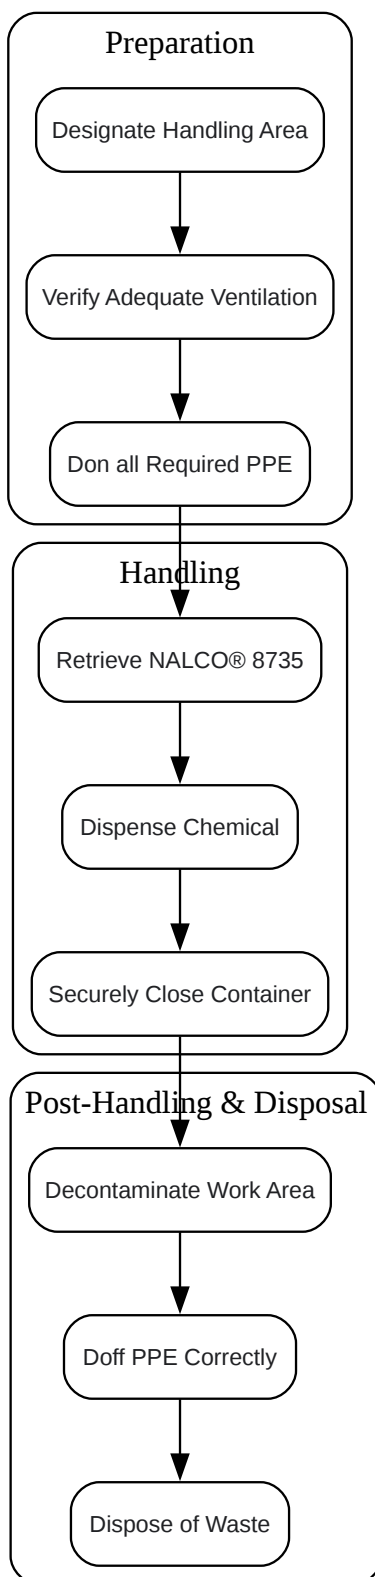 Preparation
Designate Handling Area
Verify Adequate Ventilation
Don all Required PPE
Handling
Retrieve NALCO® 8735
Dispense Chemical
Securely Close Container
Post-Handling & Disposal
Decontaminate Work Area
Doff PPE Correctly
Dispose of Waste